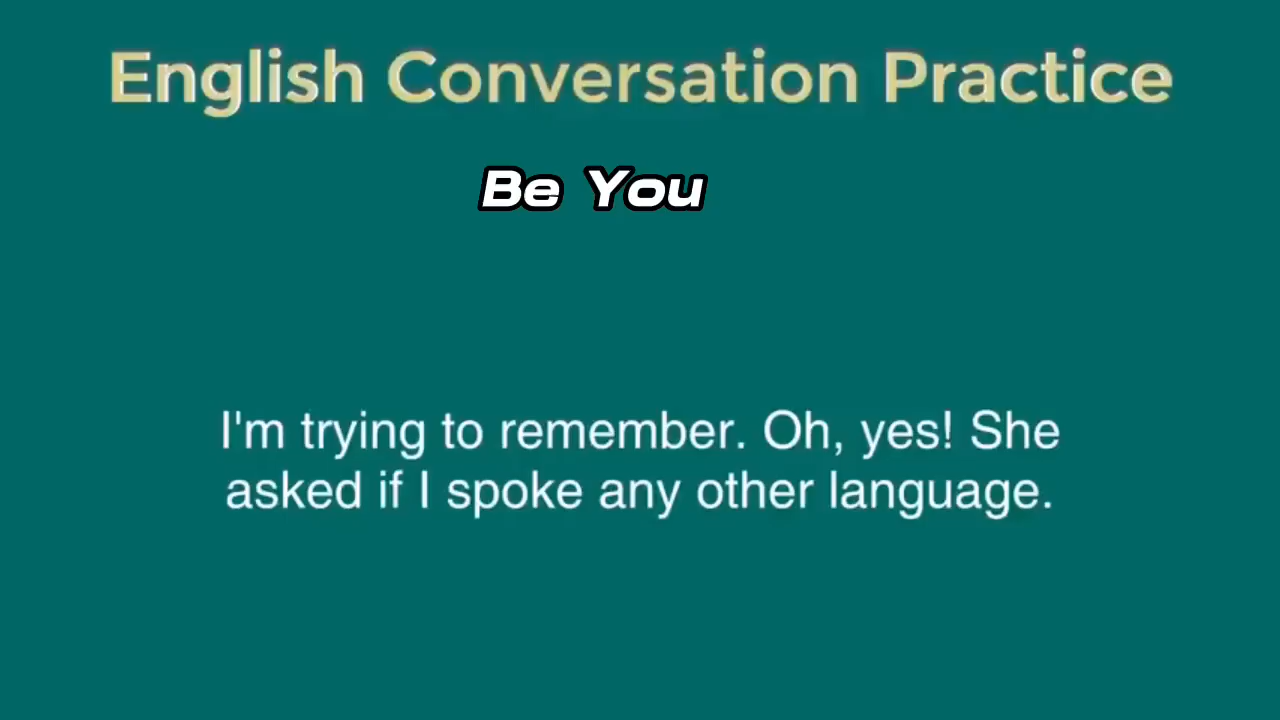 English Conversation Practice
Be You
I'm trying to remember. Oh, yes! She
asked if I spoke any other language.